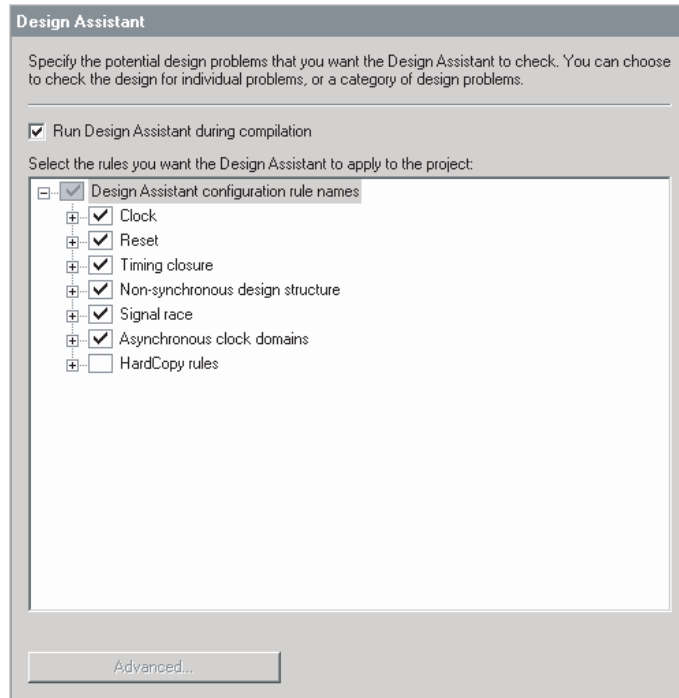 Design Assistant
Specify the potential design problems that you want the Design Assistant to check. You can choose
to check the design for individual problems, or a category of design problems.
Run Design Assistant during compilation
Select the rules you want the Design Assistant to apply to the project:
Design Assistant configuration rule names
Clock
Reset
Timing closure
Non-synchronous design structure
Signal race
Asynchronous clock domains
HardCopy rules
Advanced...